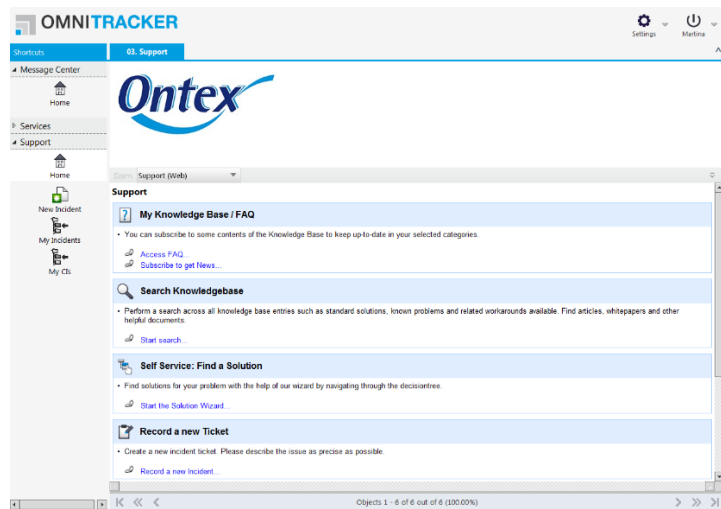 OMNITRACKER
Settings
Martina
Shortcuts
03. Support
Message Center
Home
Services
Support
Home
New Incident
My Incidents
My CIs
Ontex
Support (Web)
Support
My Knowledge Base / FAQ
• You can subscribe to some contents of the Knowledge Base to keep up-to-date in your selected categories.
Access FAQ...
Subscribe to get News...
Search Knowledgebase
• Perform a search across all knowledge base entries such as standard solutions, known problems and related workarounds available. Find articles, whitepapers and other
helpful documents.
Start search...
Self Service: Find a Solution
• Find solutions for your problem with the help of our wizard by navigating through the decisiontree.
Start the Solution Wizard...
Record a new Ticket
• Create a new incident ticket. Please describe the issue as precise as possible.
Record a new Incident...
Objects 1 - 6 of 6 out of 6 (100.00%)